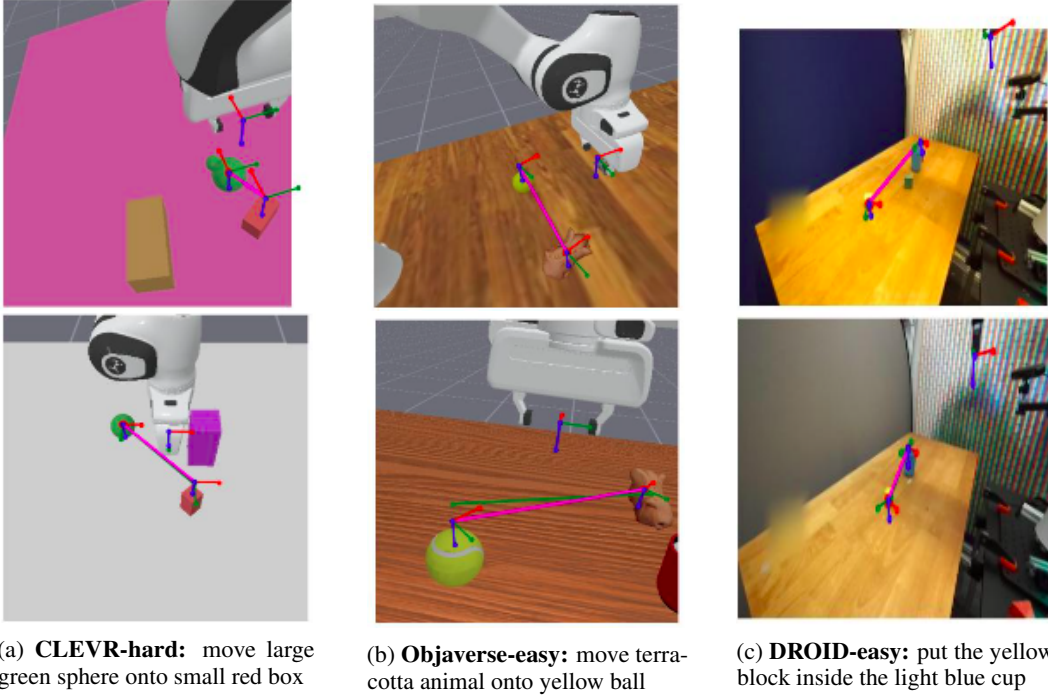 (a) CLEVR-hard: move large
green sphere onto small red box
(b) Objaverse-easy: move terra-
cotta animal onto yellow ball
(c) DROID-easy: put the yellow
block inside the light blue cup